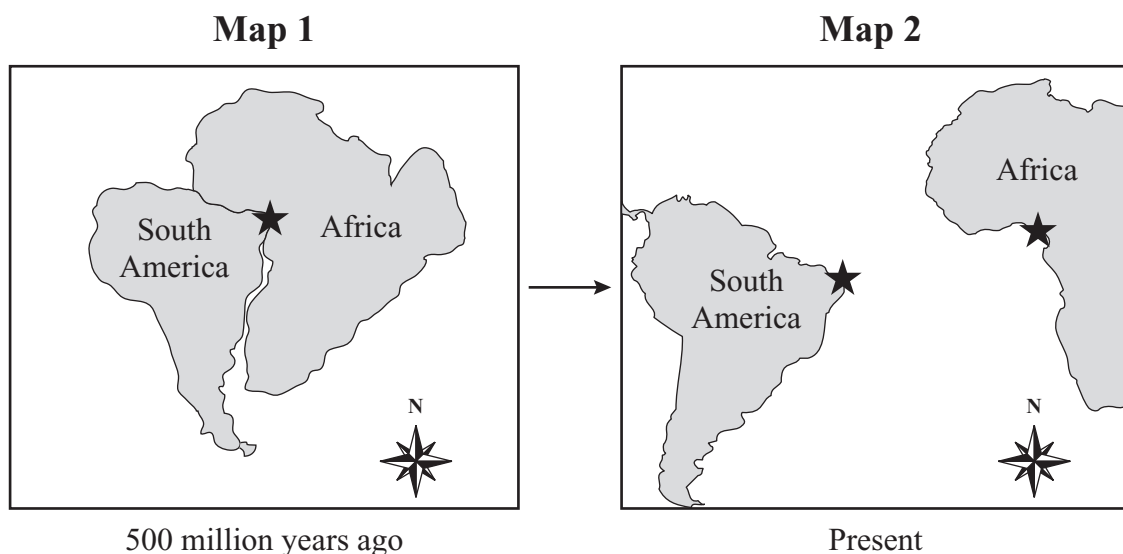 Map 1
South
America
Africa
N
500 million years ago
Map 2
Africa
South
America
N
Present